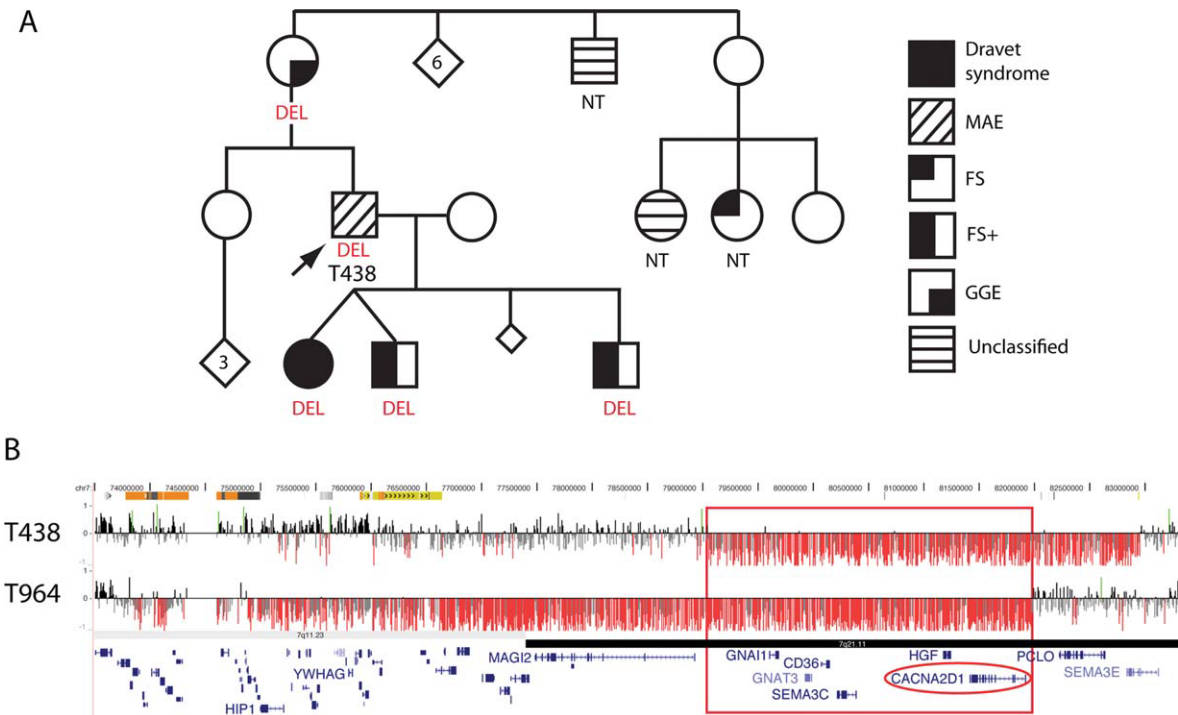 A
6
DEL
NT
DEL
T438
NT
NT
3
DEL
DEL
DEL
Dravet
syndrome
MAE
FS
FS+
GGE
Unclassified
B
chr7: 74000000 74500000 75000000 75500000 76000000 76500000 77000000 77500000 78000000 78500000 79000000 79500000 80000000 80500000 81000000 81500000 82000000 82500000 83000000
1
T438 0
-1
1
T964 0
-1
7q11.23 7q21.11
MAGI2 GNAI1 HGF PCLO
YWHAG CD36
GNAT3 CACNA2D1 SEMA3E
SEMA3C
HIP1